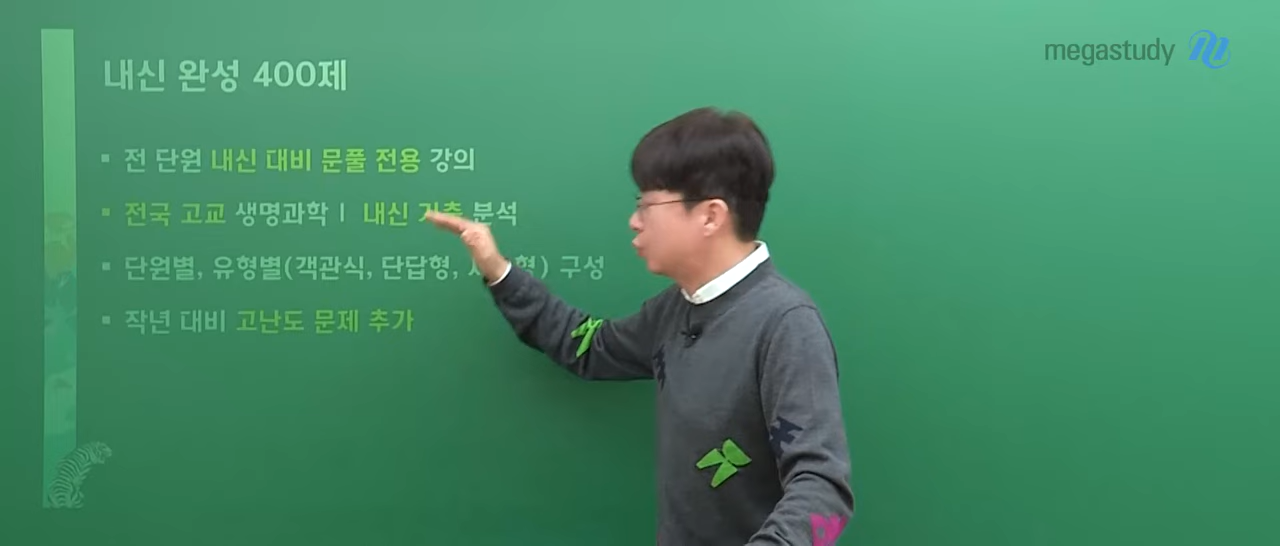 megastudy
내신 완성 400제
전 단원 내신 대비 문풀 전용 강의
전국 고교 생명과학Ⅰ 내신 분석
단원별, 유형별(객관식, 단답형, 구성
작년 대비 고난도 문제 추가